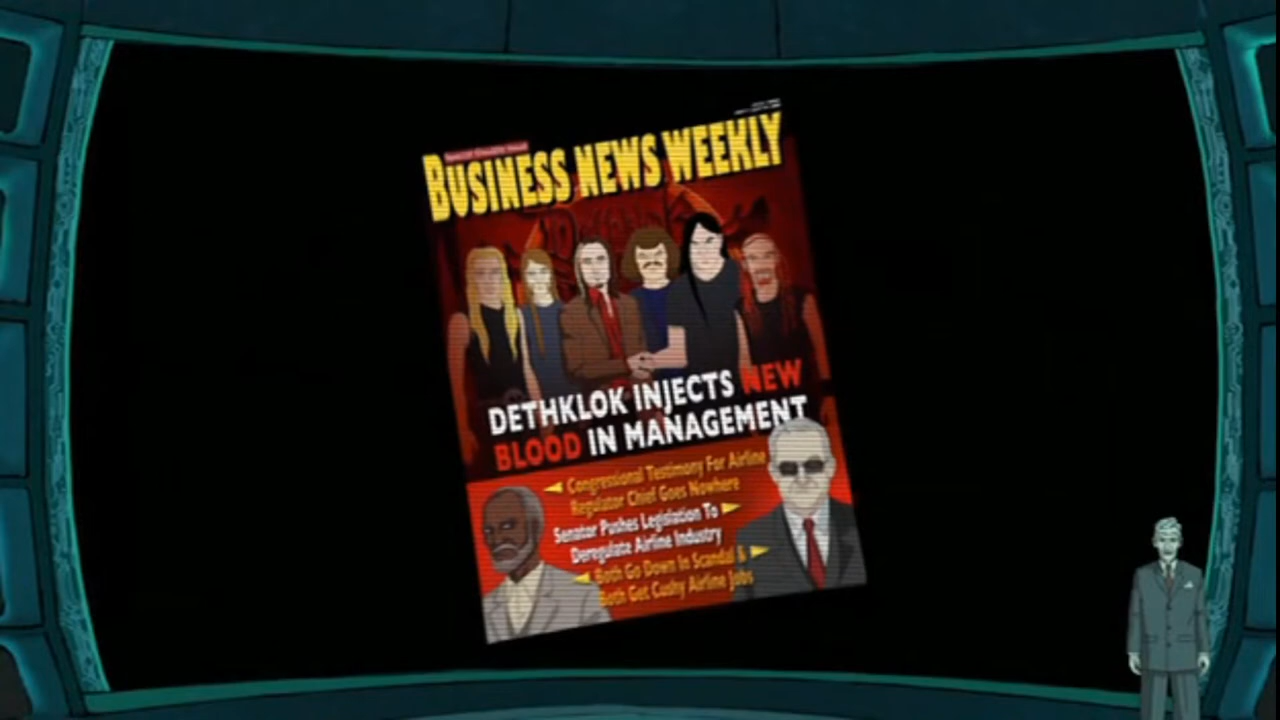 BUSINESS NEWS WEEKLY
DETHKLOK INJECTS NEW
BLOOD IN MANAGEMENT
Congressional Testimony For Airline
Regulator Chief Goes Nowhere
Senator Pushes Legislation To
Deregulate Airline Industry
Both Go Down In Scandal &
Both Get Cushy Airline Jobs